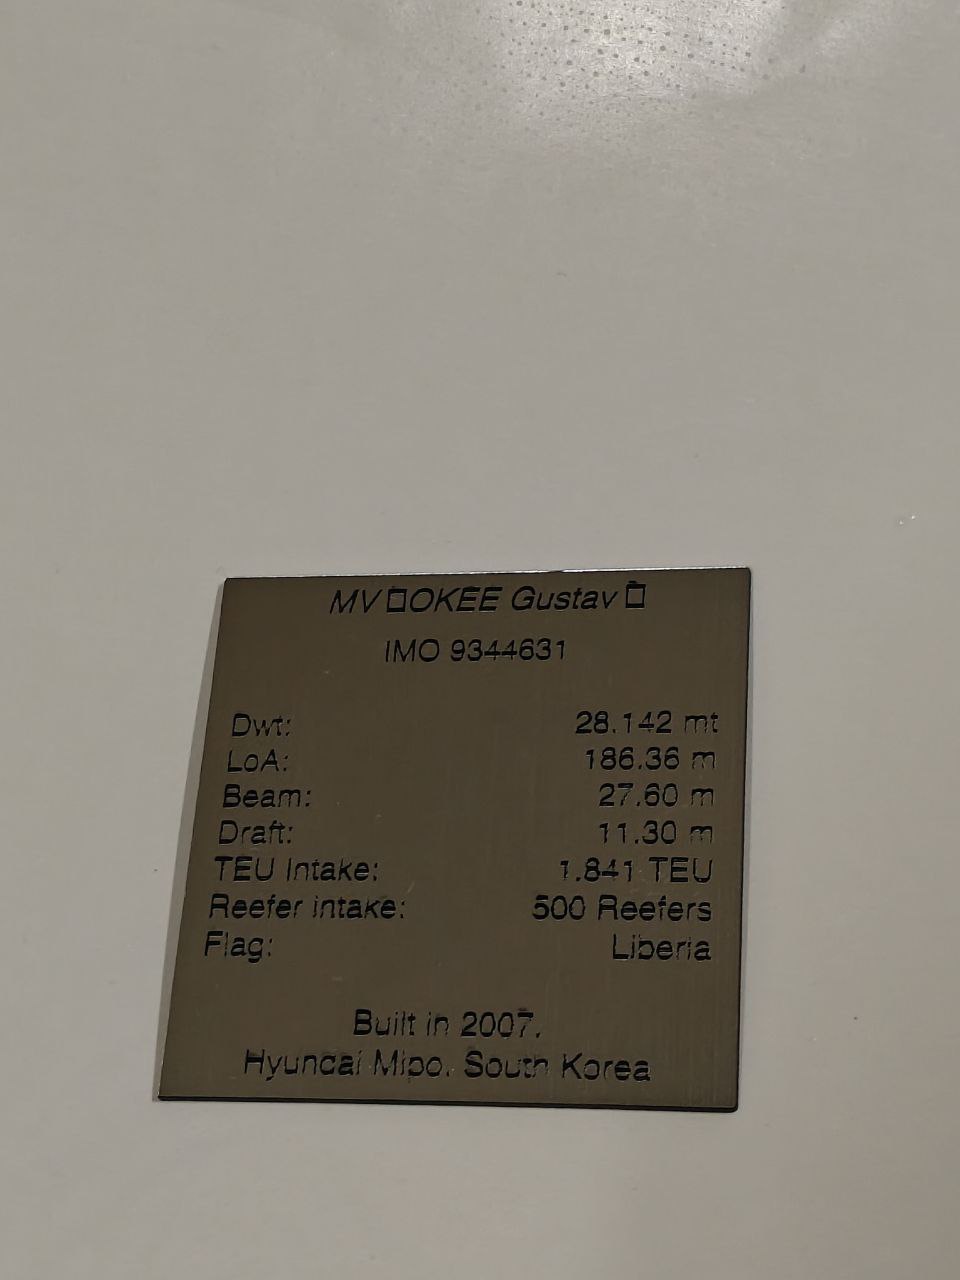 MV □OKEE Gustav□
IMO 9344631
Dwt: 28.142 mt
LoA: 186.36 m
Beam: 27.60 m
Draft: 11.30 m
TEU Intake: 1.841 TEU
Reefer intake: 500 Reefers
Flag: Liberia
Built in 2007.
Hyundai Mipo. South Korea